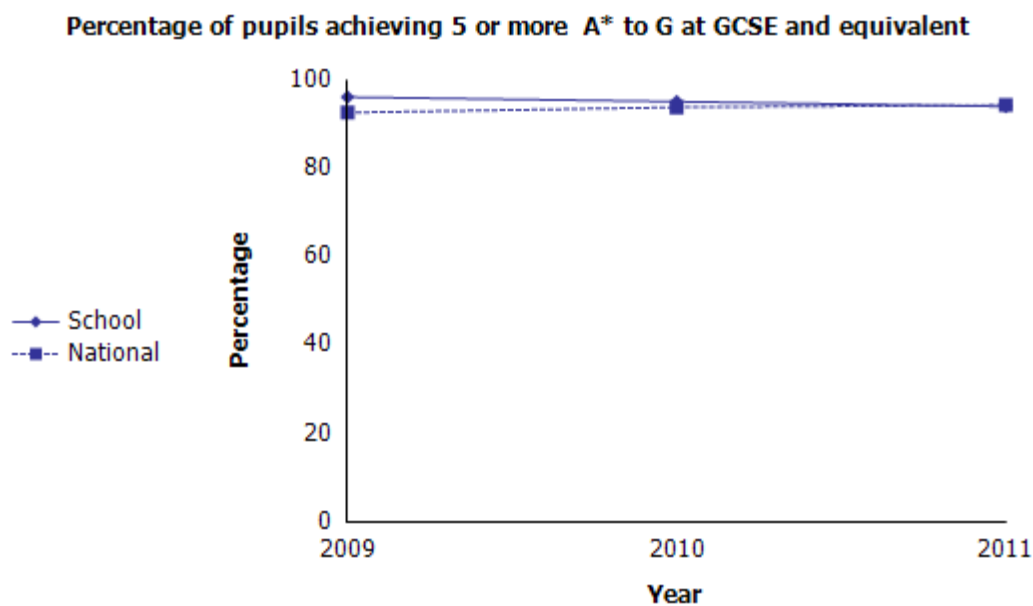 Percentage of pupils achieving 5 or more A* to G at GCSE and equivalent
100
80
60
40
20
0
Percentage
School
National
2009 2010 2011
Year